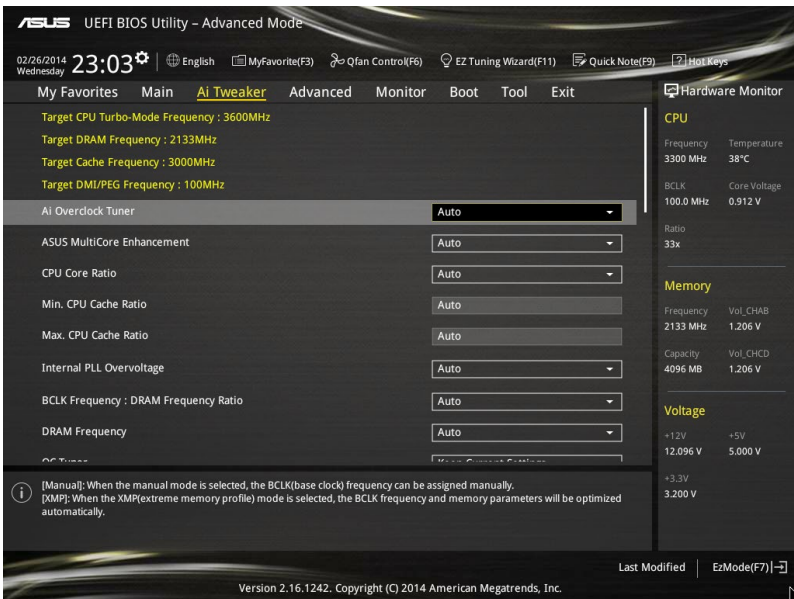 ASUS UEFI BIOS Utility – Advanced Mode
02/26/2014
Wednesday
23:03
English
MyFavorite(F3)
Qfan Control(F6)
EZ Tuning Wizard(F11)
Quick Note(F9)
? Hot Keys
My Favorites
Main
Ai Tweaker
Advanced
Monitor
Boot
Tool
Exit
Target CPU Turbo-Mode Frequency : 3600MHz
Target DRAM Frequency : 2133MHz
Target Cache Frequency : 3000MHz
Target DMI/PEG Frequency : 100MHz
Ai Overclock Tuner Auto
ASUS MultiCore Enhancement Auto
CPU Core Ratio Auto
Min. CPU Cache Ratio Auto
Max. CPU Cache Ratio Auto
Internal PLL Overvoltage Auto
BCLK Frequency : DRAM Frequency Ratio Auto
DRAM Frequency Auto
OC Tuner Keep Current Settings
[Manual]: When the manual mode is selected, the BCLK(base clock) frequency can be assigned manually.
[XMP]: When the XMP(extreme memory profile) mode is selected, the BCLK frequency and memory parameters will be optimized
automatically.
Hardware Monitor
CPU
Frequency Temperature
3300 MHz 38°C
BCLK Core Voltage
100.0 MHz 0.912 V
Ratio
33x
Memory
Frequency Vol_CHAB
2133 MHz 1.206 V
Capacity Vol_CHCD
4096 MB 1.206 V
Voltage
+12V +5V
12.096 V 5.000 V
+3.3V
3.200 V
Last Modified
EzMode(F7)
Version 2.16.1242. Copyright (C) 2014 American Megatrends, Inc.